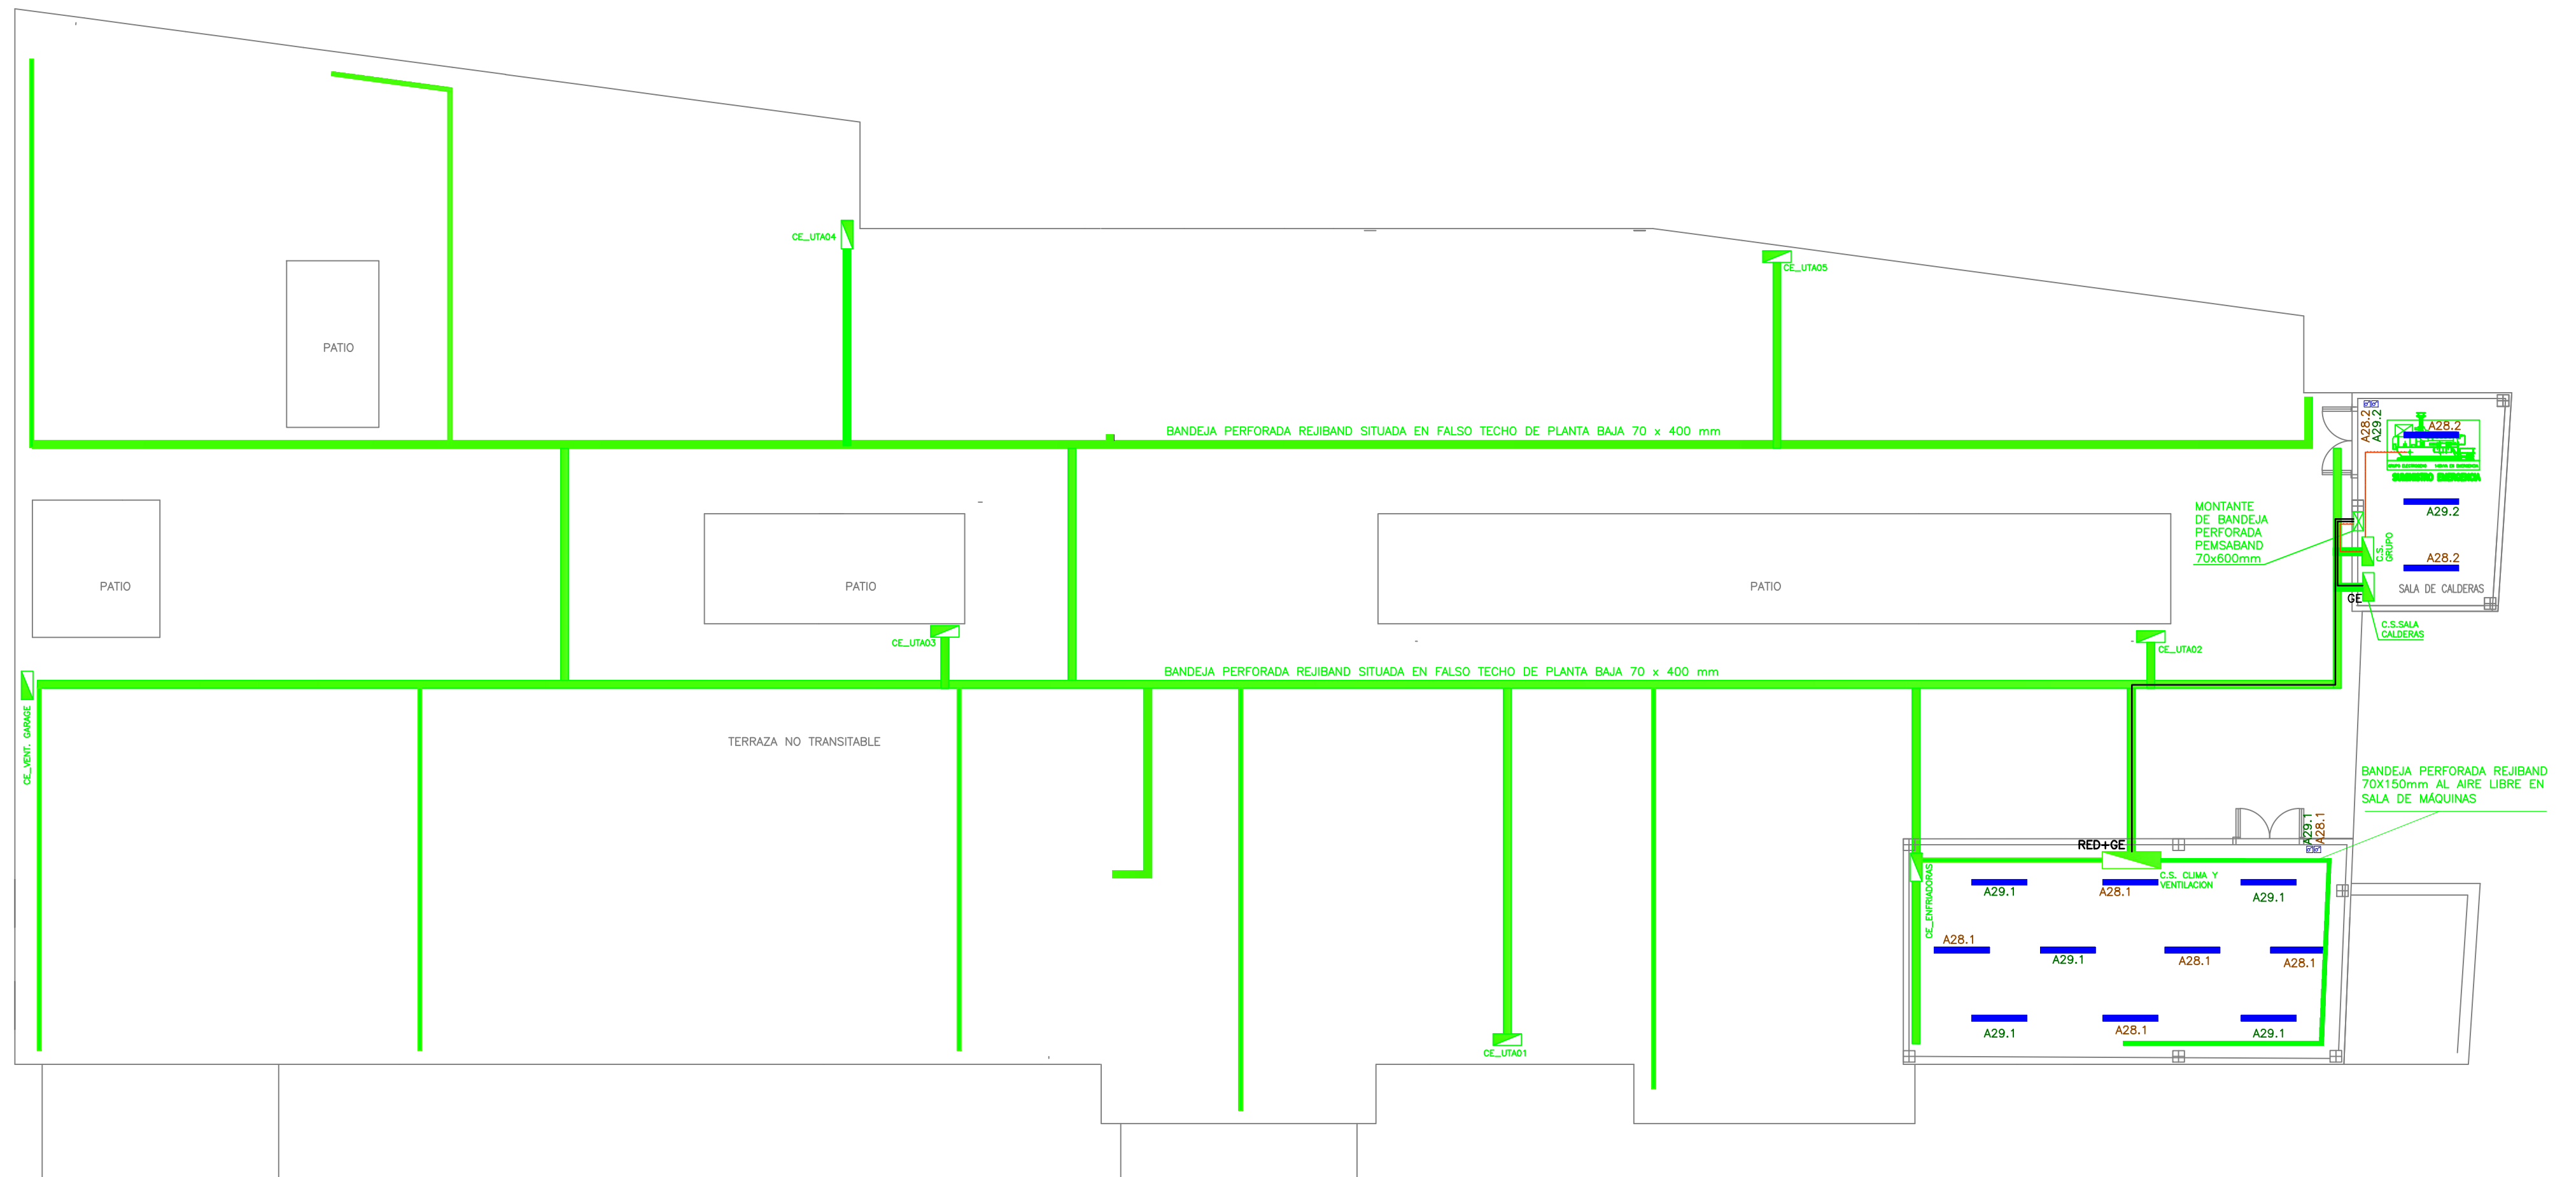 CE_UTA04
CE_UTA05
PATIO
BANDEJA PERFORADA REJIBAND SITUADA EN FALSO TECHO DE PLANTA BAJA 70 x 400 mm
A28.2
A29.2
A28.2
SUMINISTRO EMERGENCIA
A29.2
MONTANTE
DE BANDEJA
PERFORADA
PEMSABAND
70x600mm
C.S.
GRUPO
A28.2
SALA DE CALDERAS
GE
PATIO
PATIO
PATIO
C.S.SALA
CALDERAS
CE_UTA03
CE_UTA02
BANDEJA PERFORADA REJIBAND SITUADA EN FALSO TECHO DE PLANTA BAJA 70 x 400 mm
CE_VENT. GARAGE
TERRAZA NO TRANSITABLE
BANDEJA PERFORADA REJIBAND
70X150mm AL AIRE LIBRE EN
SALA DE MÁQUINAS
A29.1
A28.1
RED+GE
C.S. CLIMA Y
VENTILACION
CE_ENFRIADORAS
A29.1
A28.1
A29.1
A28.1
A29.1
A28.1
A28.1
A29.1
A28.1
A29.1
CE_UTA01